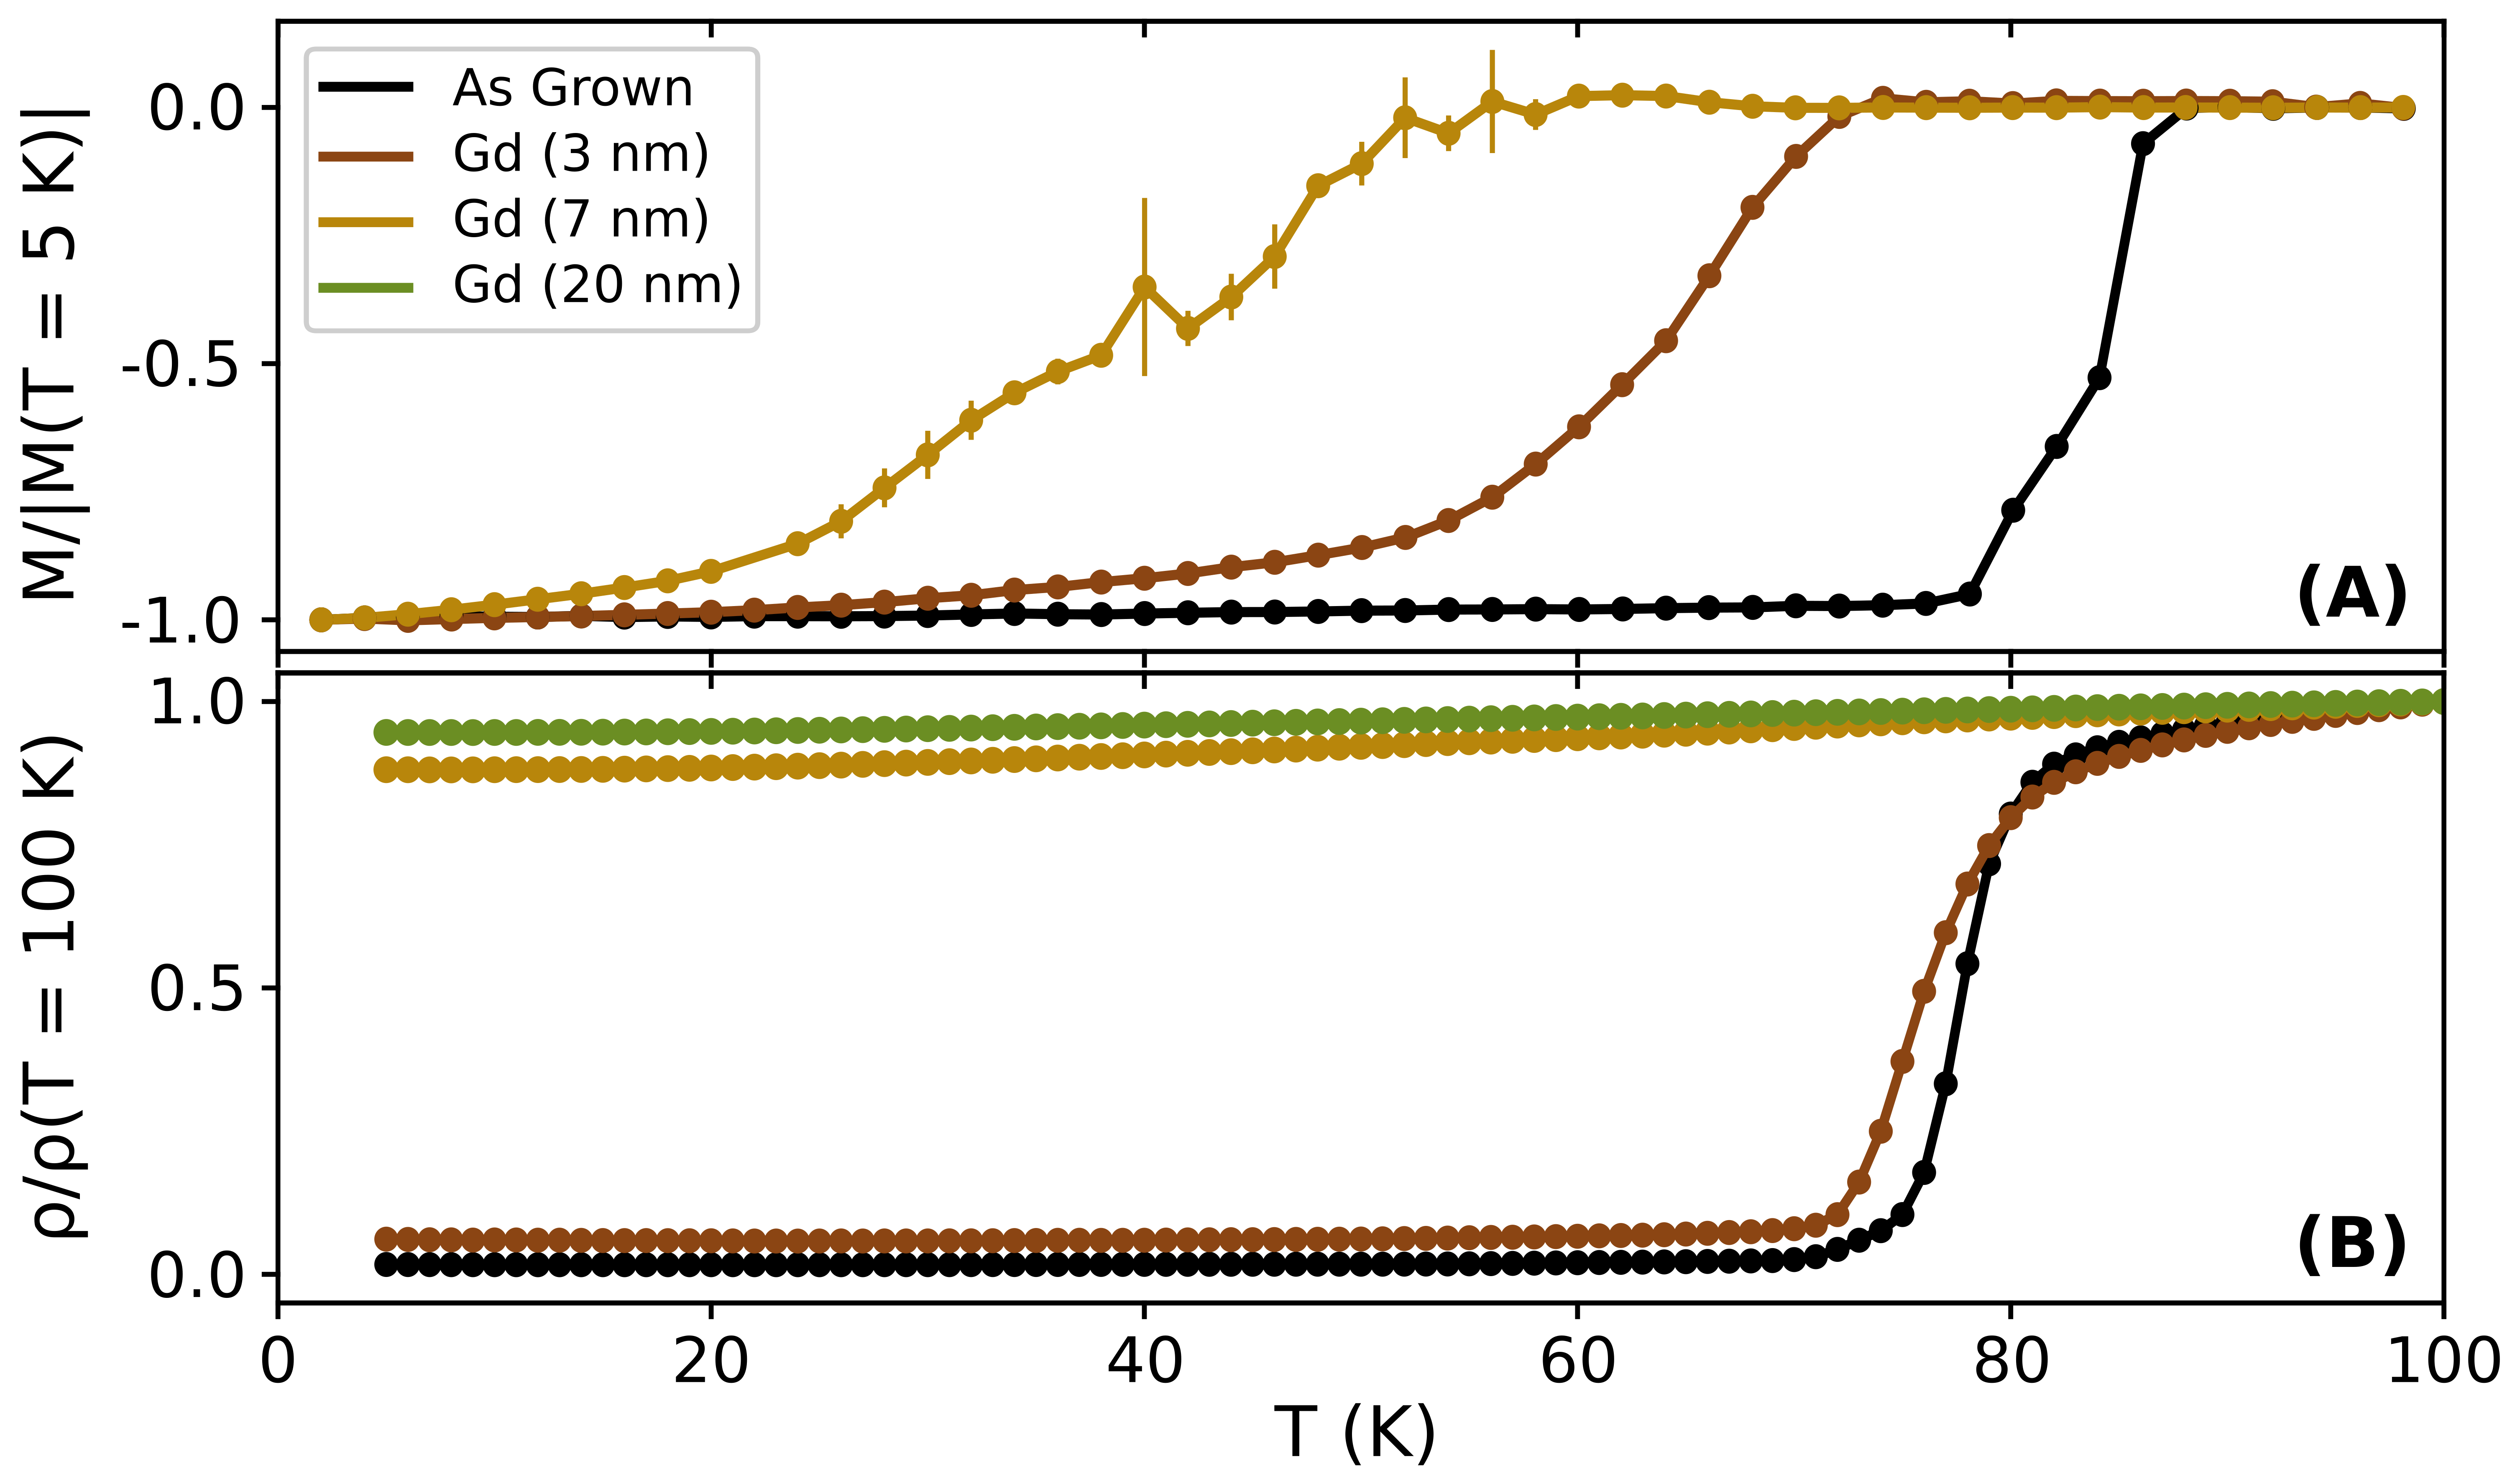 M/|M(T = 5 K)|
0.0
-0.5
-1.0
As Grown
Gd (3 nm)
Gd (7 nm)
Gd (20 nm)
(A)
ρ/ρ(T = 100 K)
1.0
0.5
0.0
(B)
0 20 40 60 80 100
T (K)